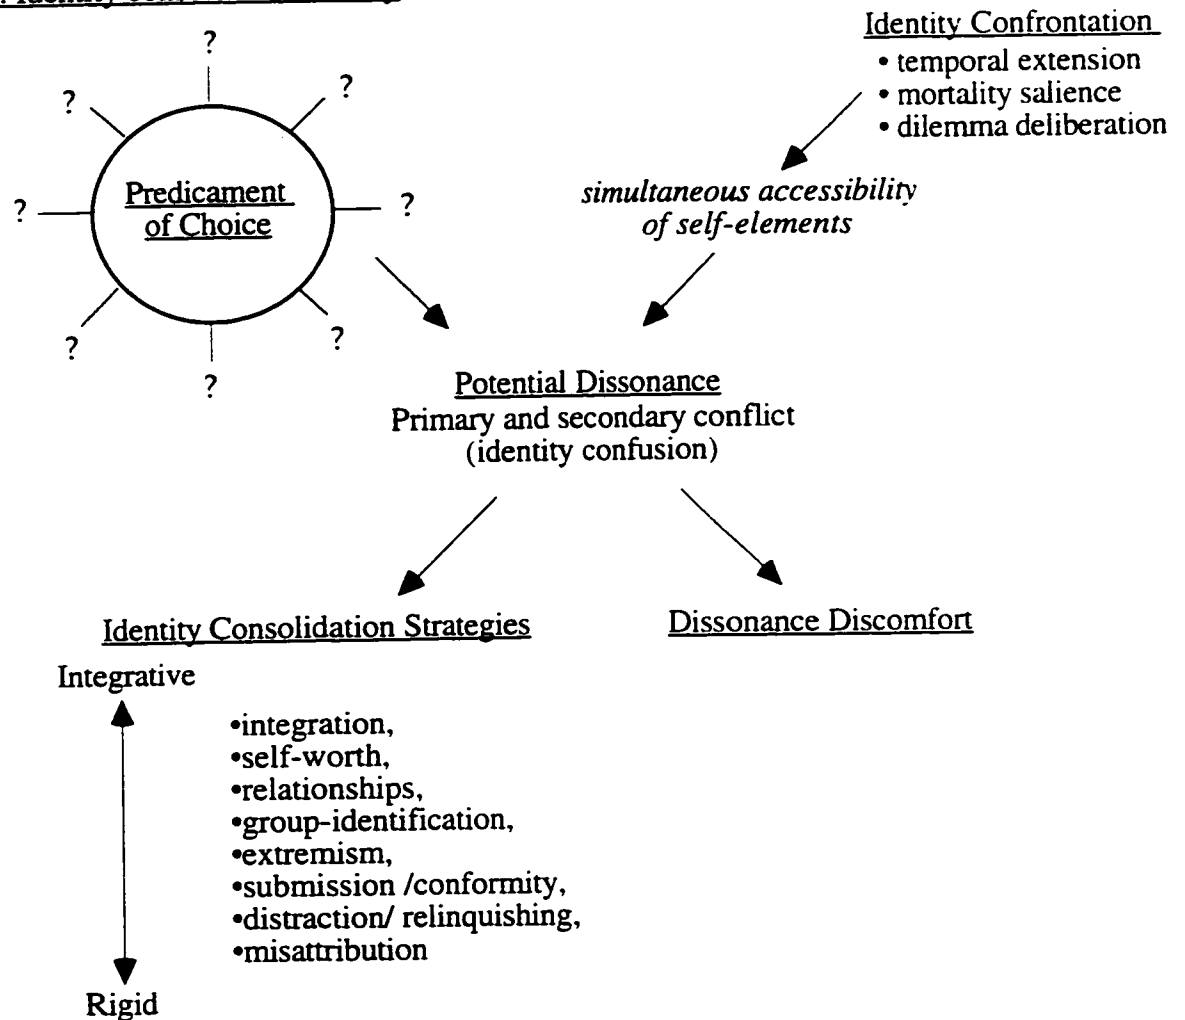 Identity Confrontation
• temporal extension
• mortality salience
• dilemma deliberation
?
?
?
?
?
?
?
?
Predicament
of Choice
simultaneous accessibility
of self-elements
Potential Dissonance
Primary and secondary conflict
(identity confusion)
Identity Consolidation Strategies
Dissonance Discomfort
Integrative
•integration,
•self-worth,
•relationships,
•group-identification,
•extremism,
•submission /conformity,
•distraction/ relinquishing,
•misattribution
Rigid